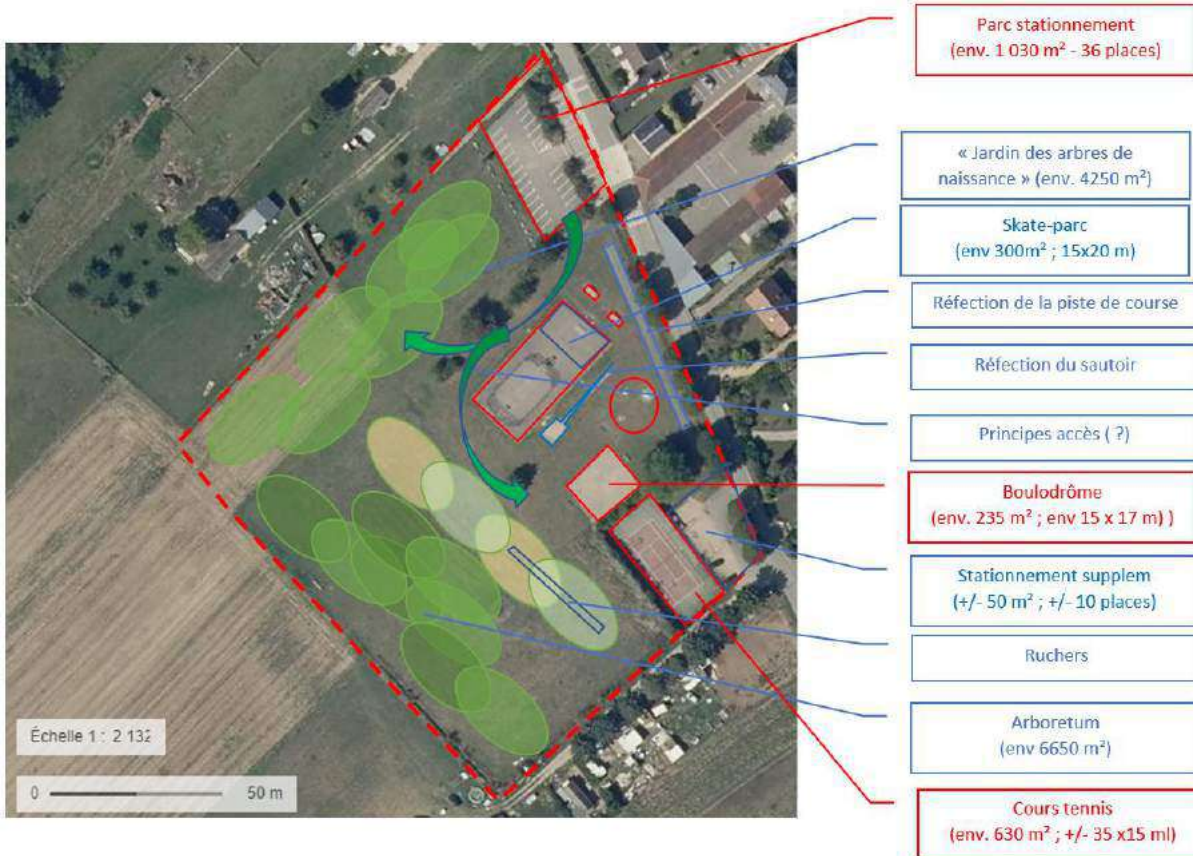 Parc stationnement
(env. 1 030 m² - 36 places)
« Jardin des arbres de
naissance » (env. 4250 m²)
Skate-parc
(env 300m² ; 15x20 m)
Réfection de la piste de course
Réfection du sautoir
Principes accès ( ?)
Boulodrôme
(env. 235 m² ; env 15 x 17 m) )
Stationnement supplem
(+/- 50 m² ; +/- 10 places)
Ruchers
Arboretum
(env 6650 m²)
Cours tennis
(env. 630 m² ; +/- 35 x15 ml)
Échelle 1 : 2 132
0 50 m